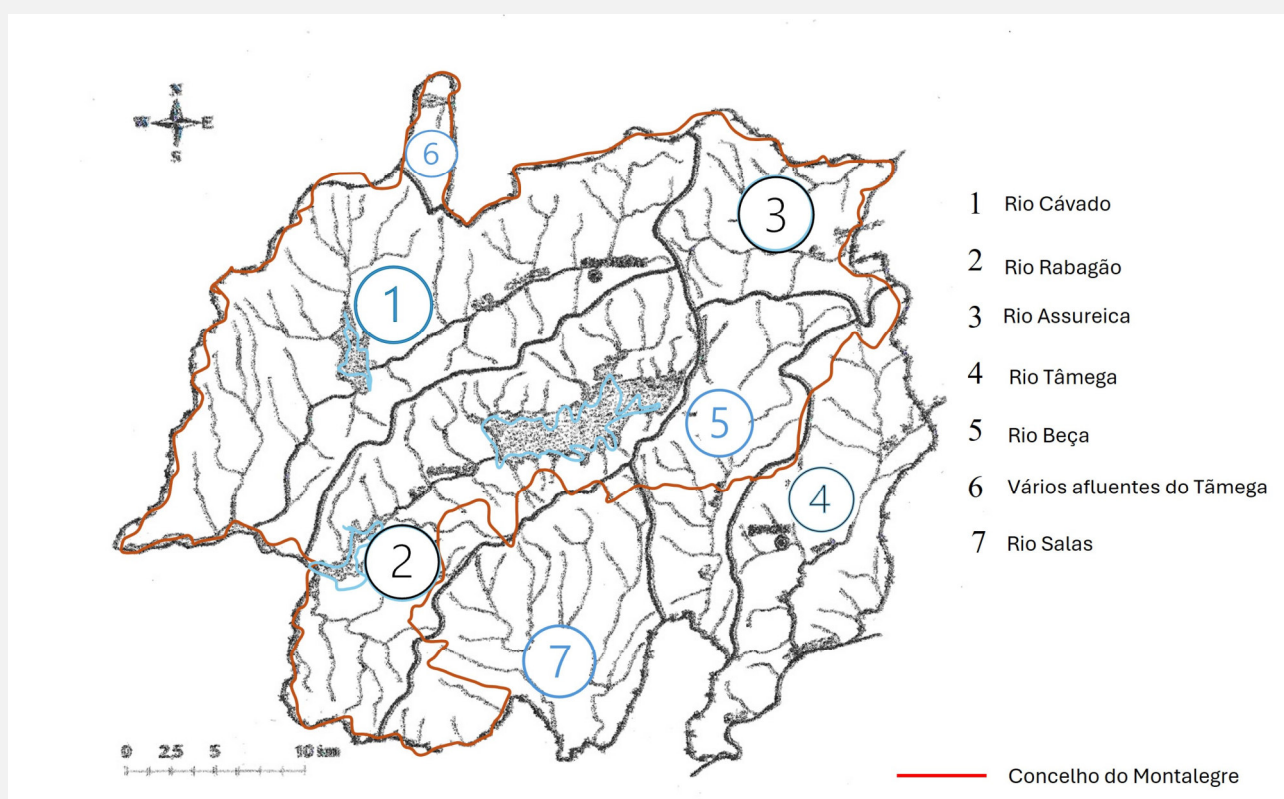 N
W E
S
6
3
1
5
4
2
7
0 2.5 5 10 km
1 Rio Cávado
2 Rio Rabagão
3 Rio Assureica
4 Rio Tâmega
5 Rio Beça
6 Vários afluentes do Tãmega
7 Rio Salas
Concelho do Montalegre